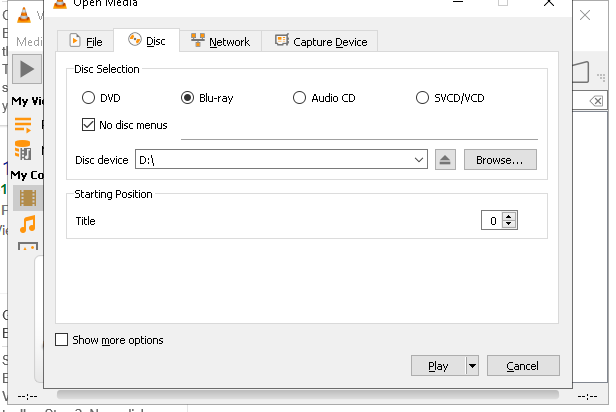 Open Media
Medi
File
Disc
Network
Capture Device
Disc Selection
DVD
Blu-ray
Audio CD
SVCD/VCD
My Vi
No disc menus
Disc device
D:\
Browse...
My Co
Starting Position
Title
0
Show more options
Play
Cancel
--:--
--:--